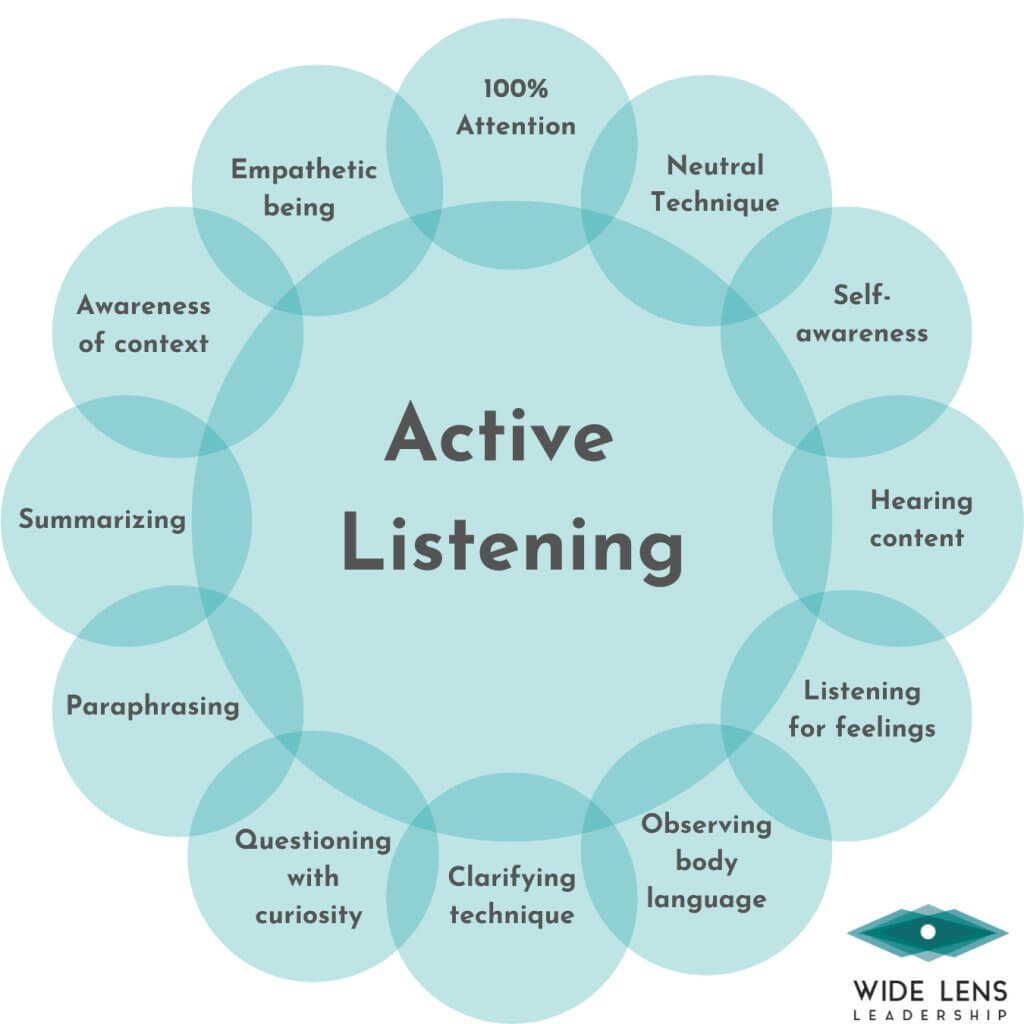 100%
Attention
Neutral
Technique
Self-
awareness
Hearing
content
Listening
for feelings
Observing
body
language
Clarifying
technique
Questioning
with
curiosity
Paraphrasing
Summarizing
Awareness
of context
Empathetic
being
Active
Listening
WIDE LENS
LEADERSHIP